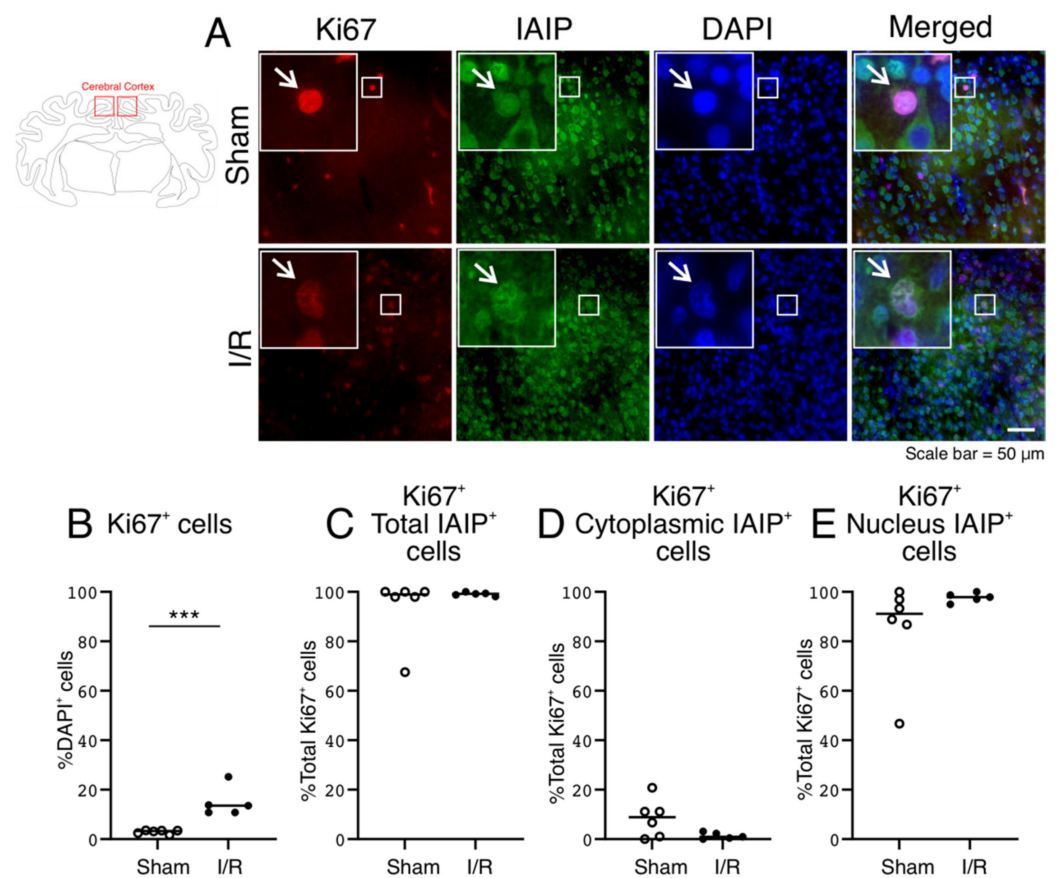 A
Ki67
IAIP
DAPI
Merged
Cerebral Cortex
Sham
I/R
Scale bar = 50 µm
B
Ki67⁺ cells
%DAPI⁺ cells
100
80
60
40
20
0
***
Sham
I/R
C
Ki67⁺
Total IAIP⁺
cells
%Total Ki67⁺ cells
100
80
60
40
20
0
Sham
I/R
D
Ki67⁺
Cytoplasmic IAIP⁺
cells
%Total Ki67⁺ cells
100
80
60
40
20
0
Sham
I/R
E
Ki67⁺
Nucleus IAIP⁺
cells
%Total Ki67⁺ cells
100
80
60
40
20
0
Sham
I/R